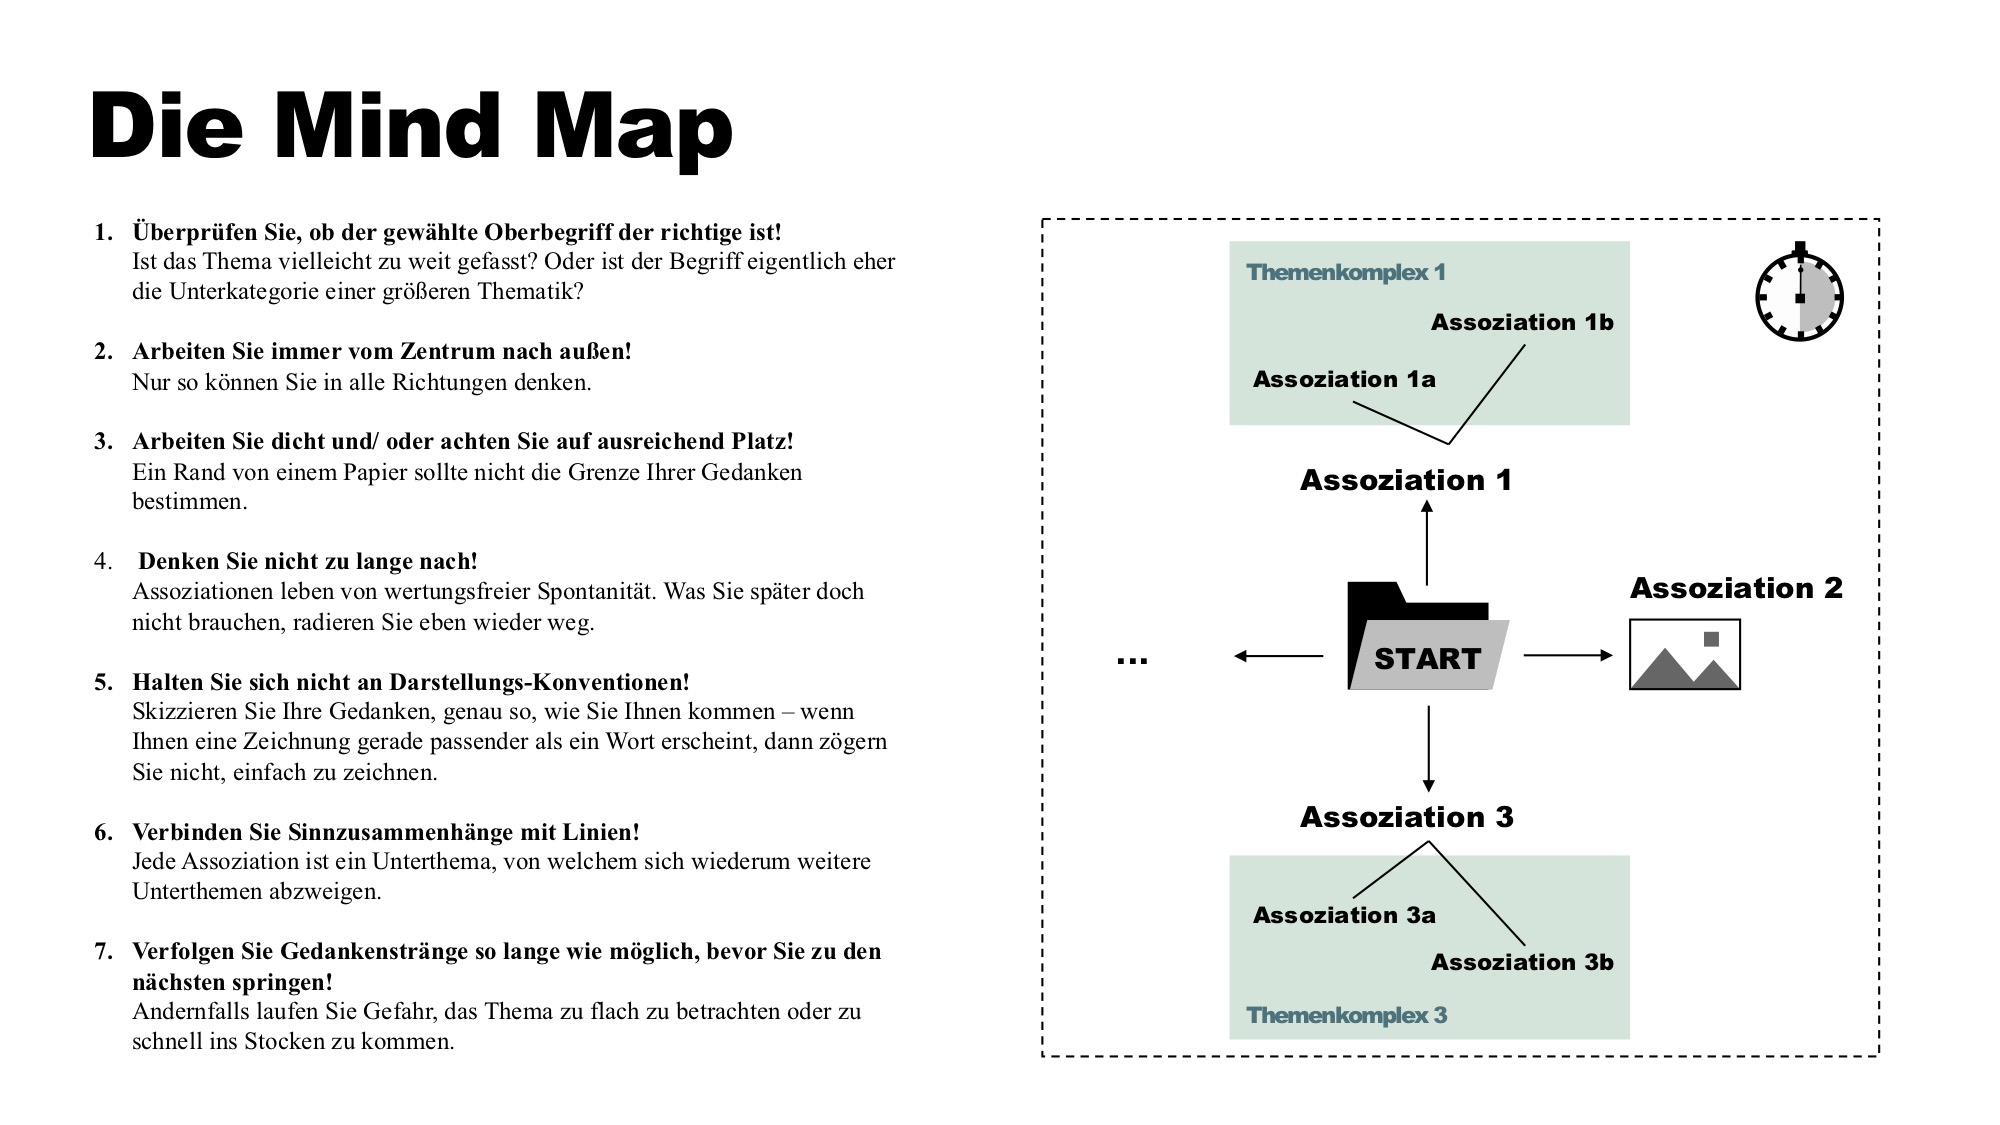 Die Mind Map
1. Überprüfen Sie, ob der gewählte Oberbegriff der richtige ist!
Ist das Thema vielleicht zu weit gefasst? Oder ist der Begriff eigentlich eher
die Unterkategorie einer größeren Thematik?
2. Arbeiten Sie immer vom Zentrum nach außen!
Nur so können Sie in alle Richtungen denken.
3. Arbeiten Sie dicht und/ oder achten Sie auf ausreichend Platz!
Ein Rand von einem Papier sollte nicht die Grenze Ihrer Gedanken
bestimmen.
4. Denken Sie nicht zu lange nach!
Assoziationen leben von wertungsfreier Spontanität. Was Sie später doch
nicht brauchen, radieren Sie eben wieder weg.
5. Halten Sie sich nicht an Darstellungs-Konventionen!
Skizzieren Sie Ihre Gedanken, genau so, wie Sie Ihnen kommen – wenn
Ihnen eine Zeichnung gerade passender als ein Wort erscheint, dann zögern
Sie nicht, einfach zu zeichnen.
6. Verbinden Sie Sinnzusammenhänge mit Linien!
Jede Assoziation ist ein Unterthema, von welchem sich wiederum weitere
Unterthemen abzweigen.
7. Verfolgen Sie Gedankenstränge so lange wie möglich, bevor Sie zu den
nächsten springen!
Andernfalls laufen Sie Gefahr, das Thema zu flach zu betrachten oder zu
schnell ins Stocken zu kommen.
Themenkomplex 1
Assoziation 1b
Assoziation 1a
Assoziation 1
Assoziation 2
...
START
Assoziation 3
Assoziation 3a
Assoziation 3b
Themenkomplex 3